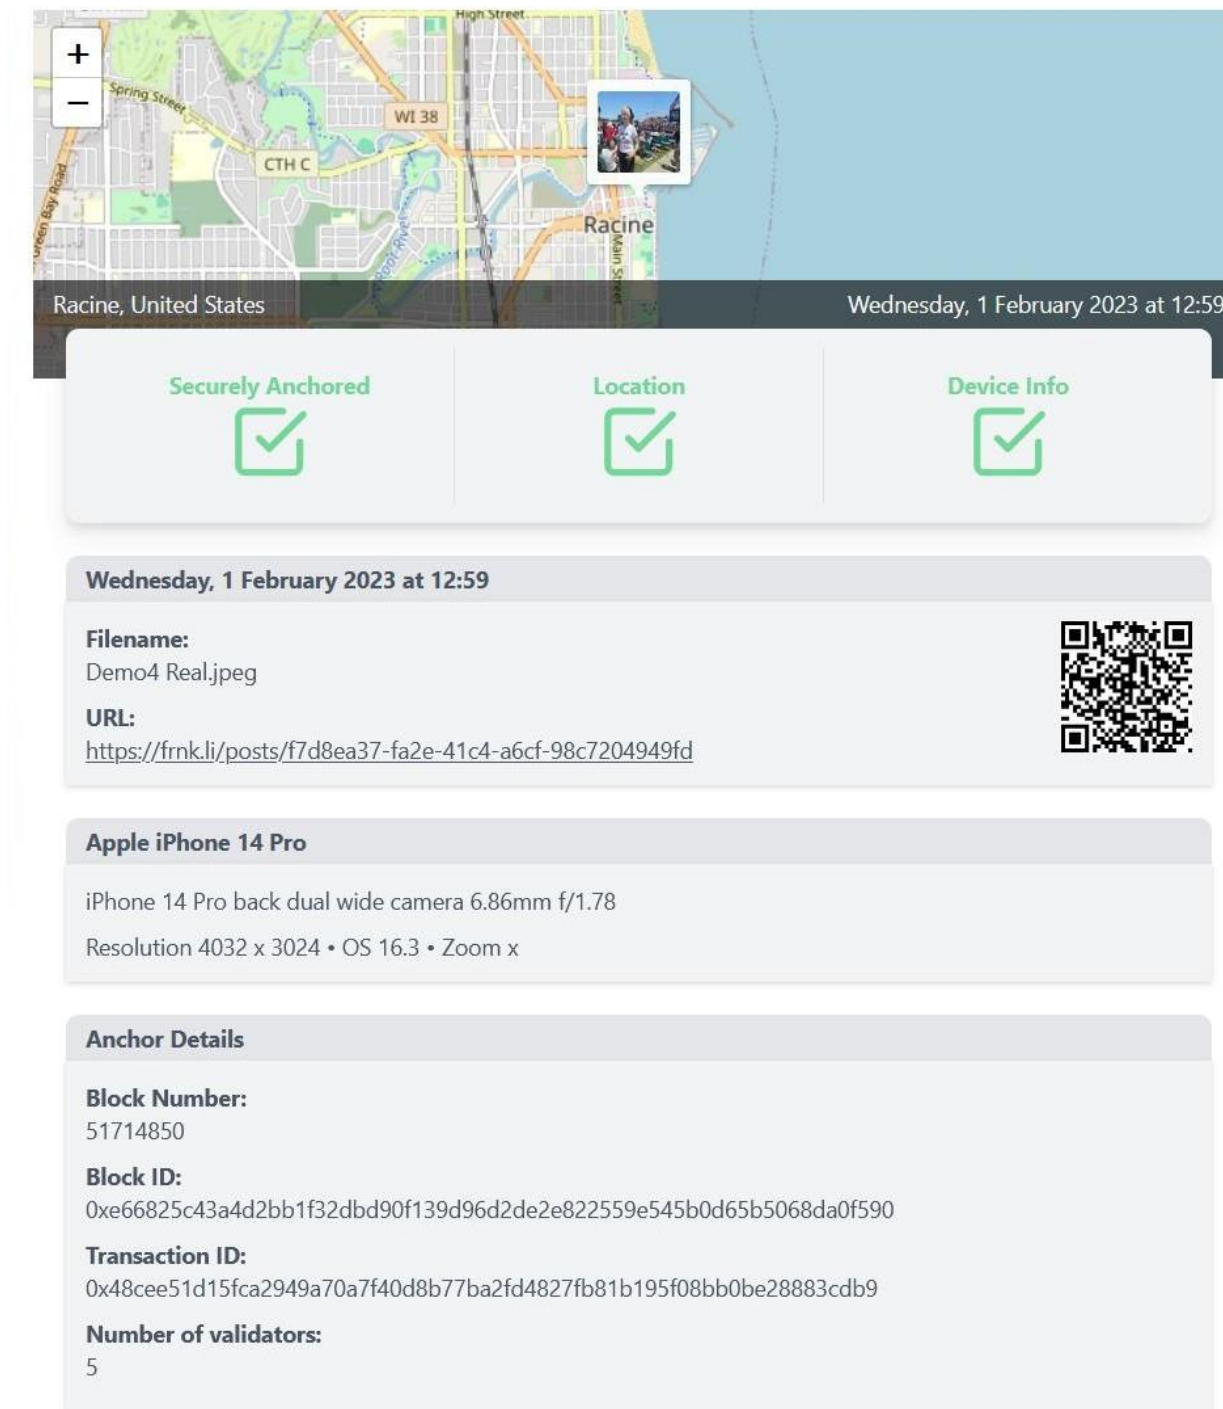 High Street
+
Spring Street
−
WI 38
CTH C
Green Bay Road
Root River
Racine
Main Street
Racine, United States
Wednesday, 1 February 2023 at 12:59
Securely Anchored
Location
Device Info
Wednesday, 1 February 2023 at 12:59
Filename:
Demo4 Real.jpeg
URL:
https://frnk.li/posts/f7d8ea37-fa2e-41c4-a6cf-98c7204949fd
Apple iPhone 14 Pro
iPhone 14 Pro back dual wide camera 6.86mm f/1.78
Resolution 4032 x 3024 • OS 16.3 • Zoom x
Anchor Details
Block Number:
51714850
Block ID:
0xe66825c43a4d2bb1f32dbd90f139d96d2de2e822559e545b0d65b5068da0f590
Transaction ID:
0x48cee51d15fca2949a70a7f40d8b77ba2fd4827fb81b195f08bb0be28883cdb9
Number of validators:
5